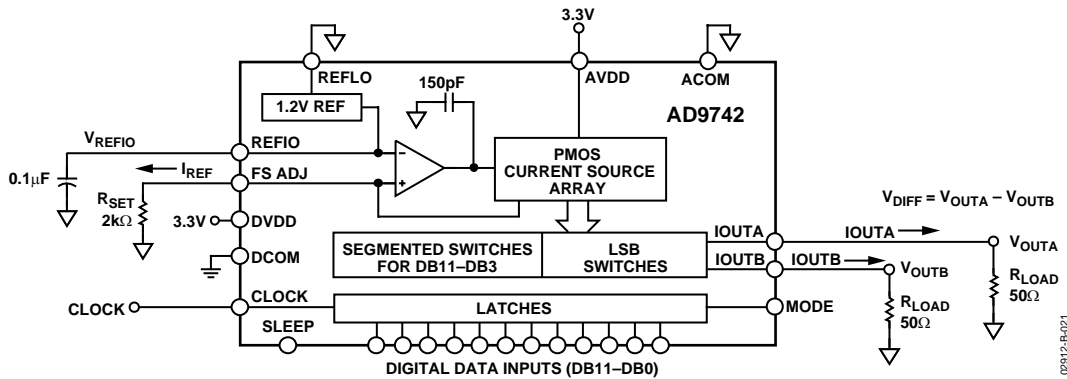 3.3V
REFLO
AVDD
ACOM
150pF
1.2V REF
AD9742
VREFIO
REFIO
PMOS
CURRENT SOURCE
ARRAY
0.1μF
IREF
FS ADJ
RSET
2kΩ
3.3V
DVDD
VDIFF = VOUTA – VOUTB
IOUTA
IOUTA
VOUTA
DCOM
SEGMENTED SWITCHES
FOR DB11–DB3
LSB
SWITCHES
IOUTB
IOUTB
VOUTB
RLOAD
50Ω
RLOAD
50Ω
CLOCK
CLOCK
LATCHES
MODE
SLEEP
DIGITAL DATA INPUTS (DB11–DB0)
02912-B-021